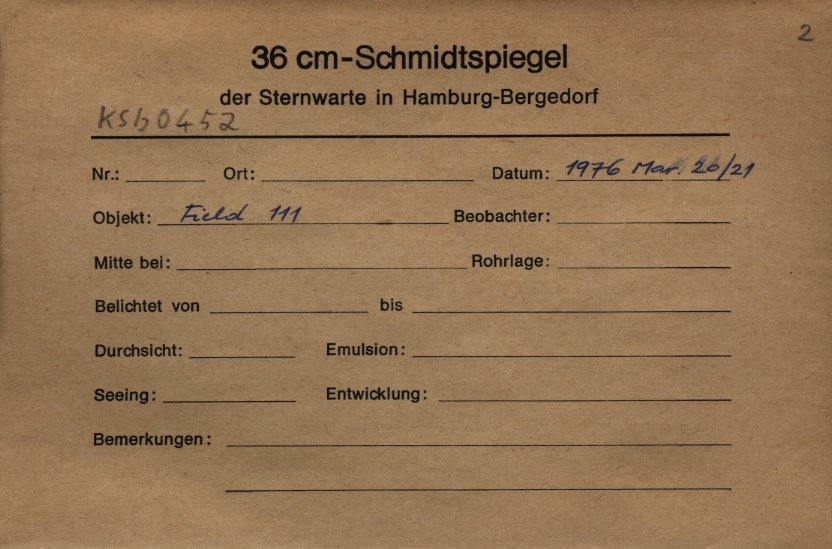 2
36 cm-Schmidtspiegel
der Sternwarte in Hamburg-Bergedorf
KSb0452
Nr.: Ort: Datum: 1976 Mar. 20/21
Objekt: Field 111 Beobachter:
Mitte bei: Rohrlage:
Belichtet von bis
Durchsicht: Emulsion:
Seeing: Entwicklung:
Bemerkungen: